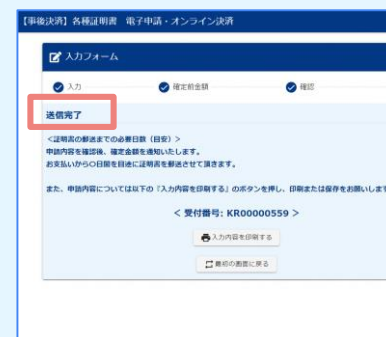 【事後決済】各種証明書 電子申請・オンライン決済
入力フォーム
入力 確定前金額 確認
送信完了
＜証明書の郵送までの必要日数（目安）＞
申請内容を確認後、確定金額を通知いたします。
お支払いから〇日間を目途に証明書を郵送させて頂きます。
また、申請内容については以下の「入力内容を印刷する」のボタンを押し、印刷または保存をお願いします
＜ 受付番号: KR00000559 ＞
入力内容を印刷する
最初の画面に戻る